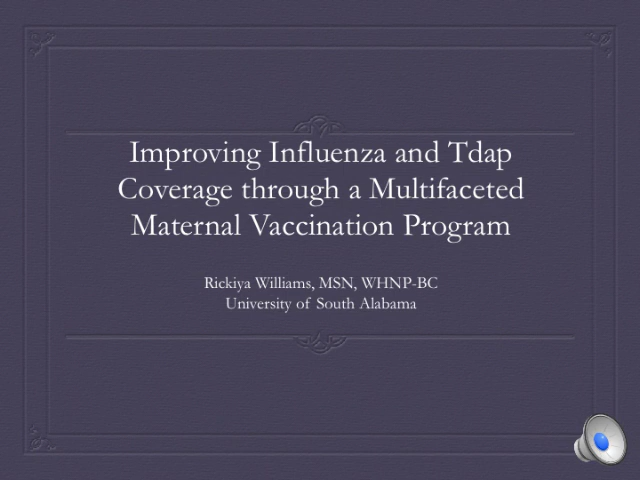 Improving Influenza and Tdap
Coverage through a Multifaceted
Maternal Vaccination Program
Rickiya Williams, MSN, WHNP-BC
University of South Alabama